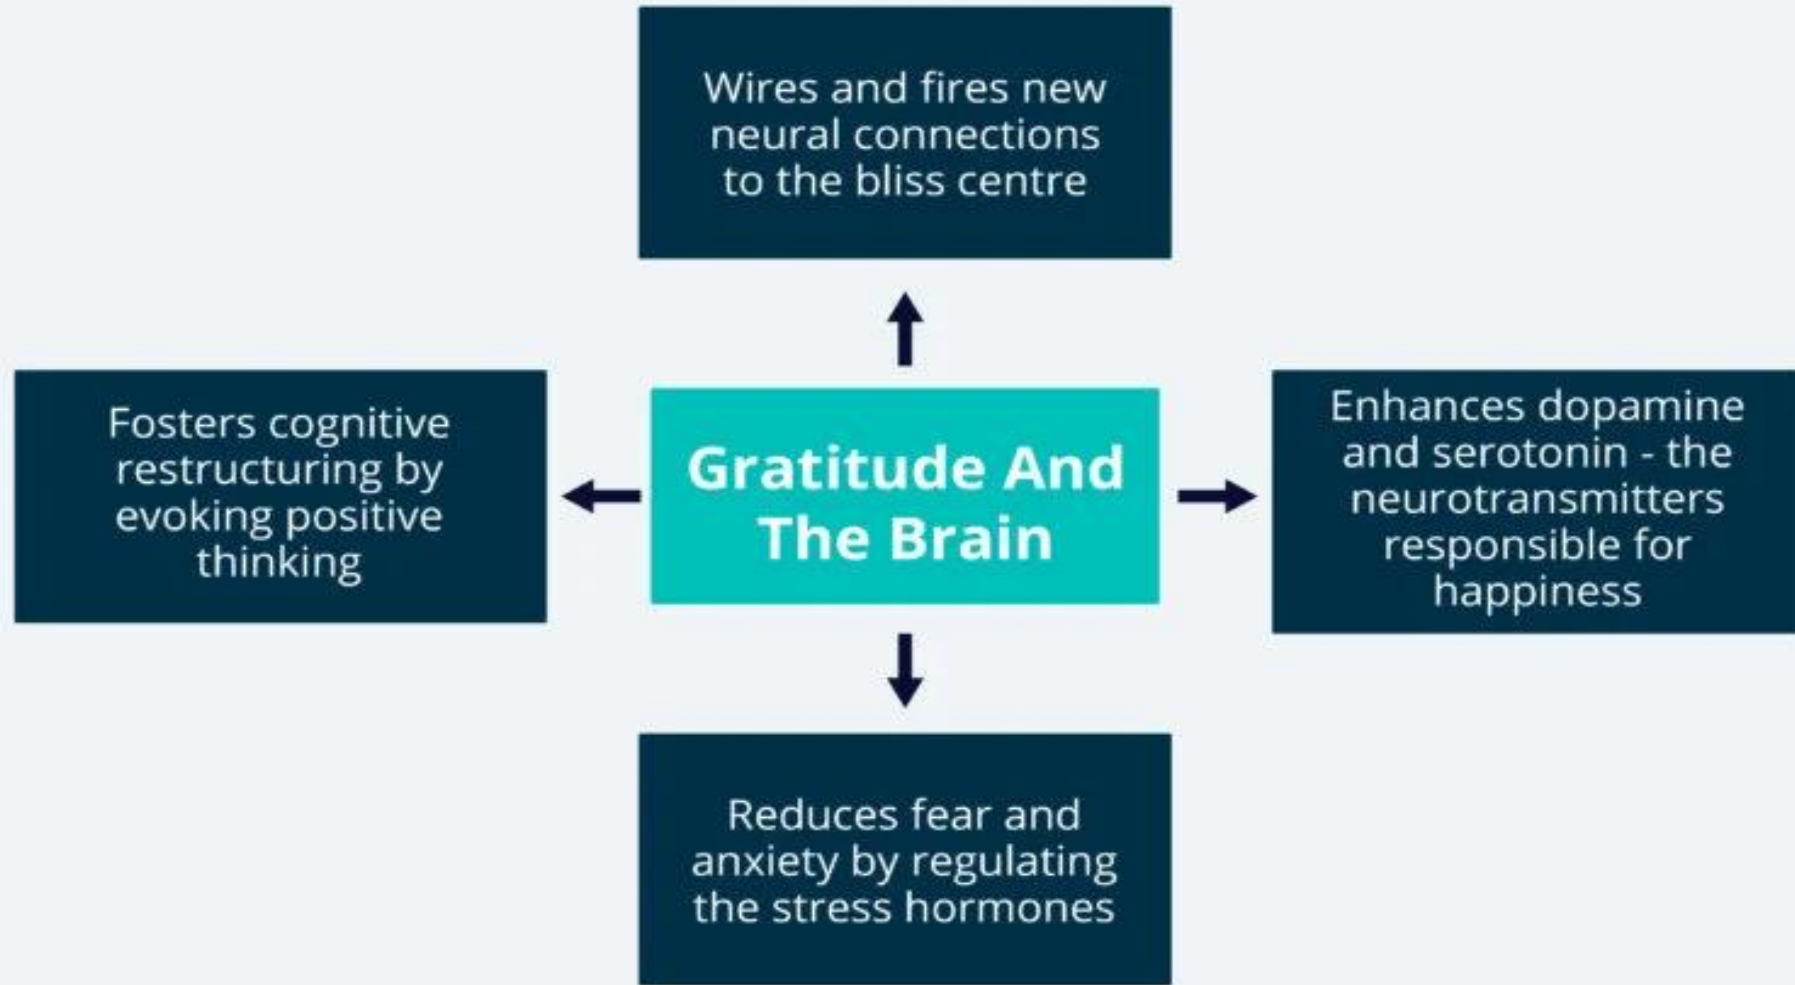 Wires and fires new
neural connections
to the bliss centre
Fosters cognitive
restructuring by
evoking positive
thinking
Gratitude And
The Brain
Enhances dopamine
and serotonin - the
neurotransmitters
responsible for
happiness
Reduces fear and
anxiety by regulating
the stress hormones